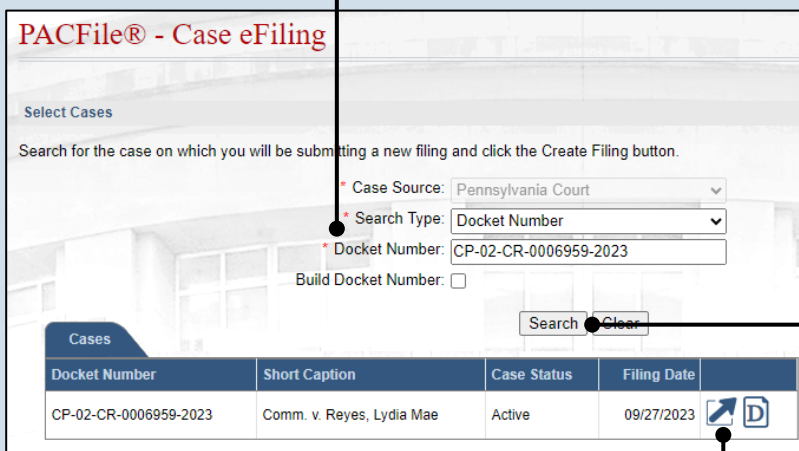 PACFile® - Case eFiling
Select Cases
Search for the case on which you will be submitting a new filing and click the Create Filing button.
* Case Source: Pennsylvania Court
* Search Type: Docket Number
* Docket Number: CP-02-CR-0006959-2023
Build Docket Number:
Search Clear
Cases
Docket Number Short Caption Case Status Filing Date
CP-02-CR-0006959-2023 Comm. v. Reyes, Lydia Mae Active 09/27/2023 D